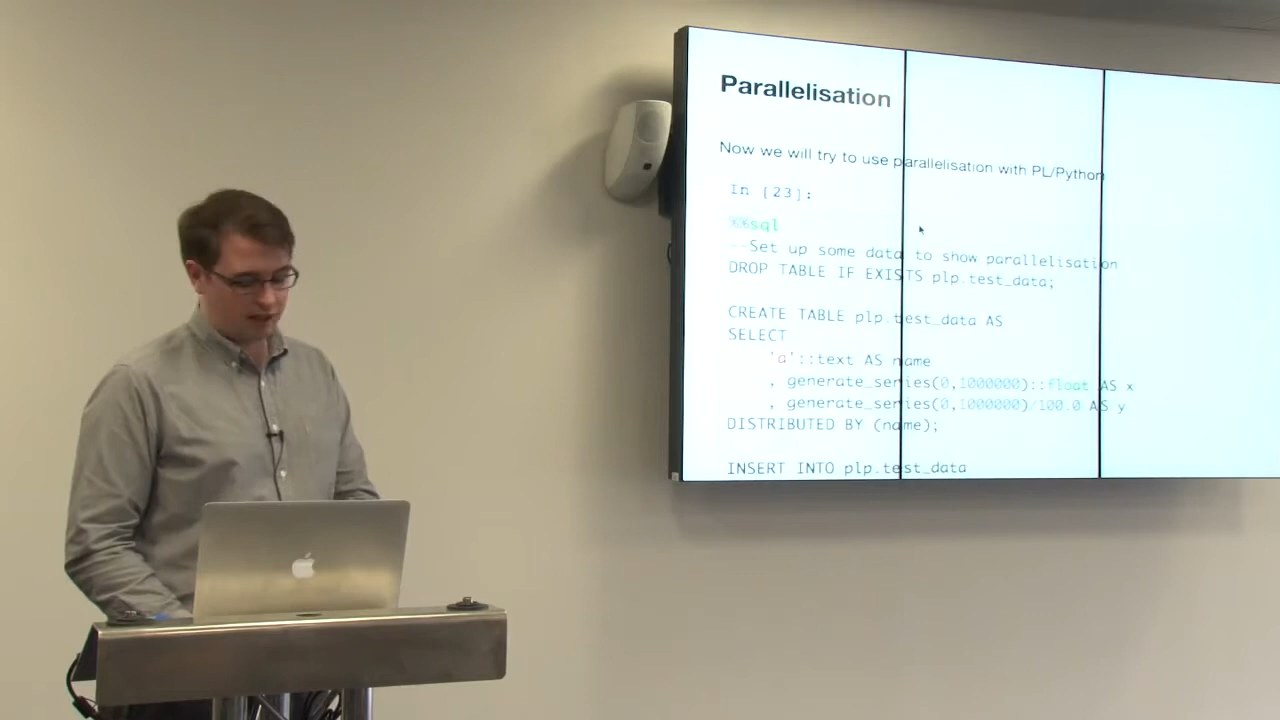 Parallelisation
Now we will try to use parallelisation with PL/Python
In [23]:
%%sql
--Set up some data to show parallelisation
DROP TABLE IF EXISTS plp.test_data;
CREATE TABLE plp.test_data AS
SELECT
'a'::text AS name
, generate_series(0,1000000)::float AS x
, generate_series(0,1000000)/100.0 AS y
DISTRIBUTED BY (name);
INSERT INTO plp.test_data